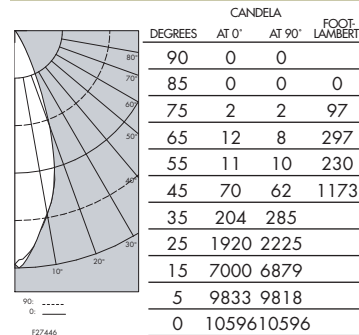 80°
70°
60°
50°
40°
30°
20°
10°
90: ----
0: —
F27446
CANDELA
DEGREES AT 0° AT 90° FOOT-LAMBERT
90 0 0
85 0 0 0
75 2 2 97
65 12 8 297
55 11 10 230
45 70 62 1173
35 204 285
25 1920 2225
15 7000 6879
5 9833 9818
0 10596 10596